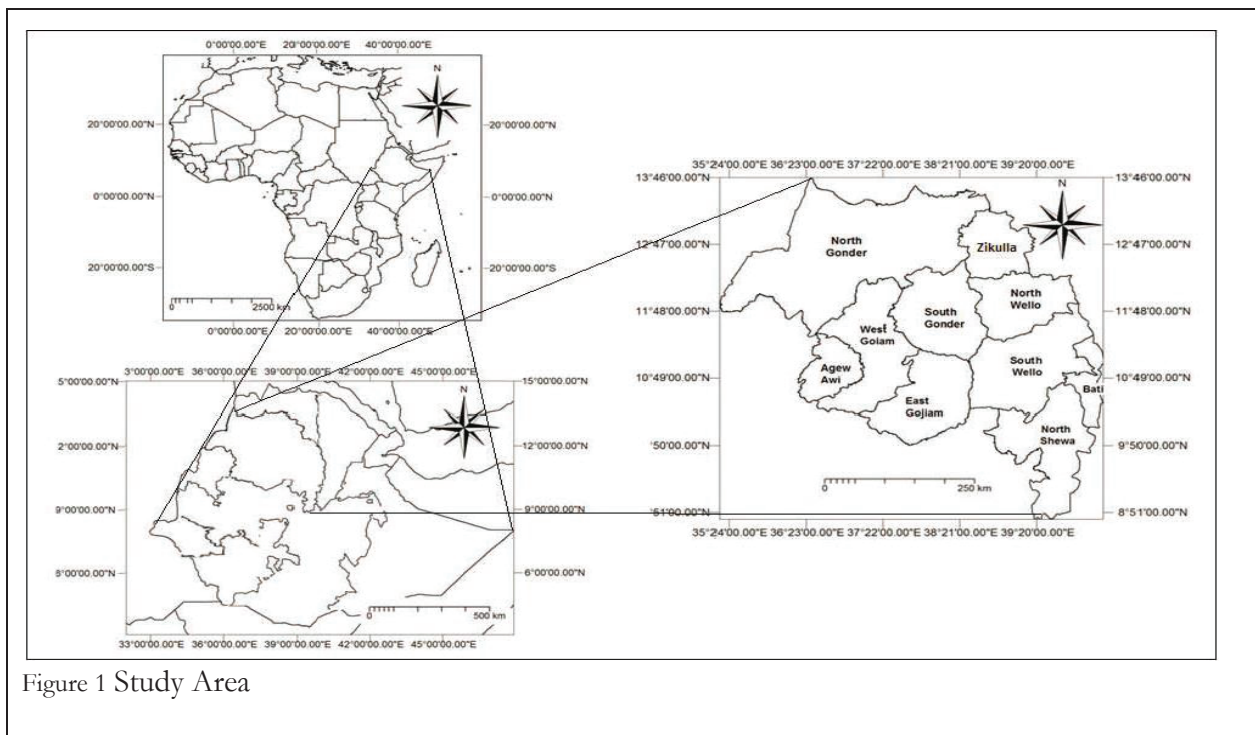 0°00'00.00"E 20°00'00.00"E 40°00'00.00"E
N
20°00'00.00"N 20°00'00.00"N
0°00'00.00"N 0°00'00.00"N
20°00'00.00"S 20°00'00.00"S
0 2500 km
0°00'00.00"E 20°00'00.00"E 40°00'00.00"E
33°00'00.00"E 36°00'00.00"E 39°00'00.00"E 42°00'00.00"E 45°00'00.00"E
5°00'00.00"N 15°00'00.00"N
N
2°00'00.00"N 12°00'00.00"N
9°00'00.00"N 9°00'00.00"N
6°00'00.00"N 6°00'00.00"N
0 500 km
33°00'00.00"E 36°00'00.00"E 39°00'00.00"E 42°00'00.00"E 45°00'00.00"E
35°24'00.00"E 36°23'00.00"E 37°22'00.00"E 38°21'00.00"E 39°20'00.00"E
13°46'00.00"N 13°46'00.00"N
N
12°47'00.00"N 12°47'00.00"N
North
Gonder
Zikulla
11°48'00.00"N 11°48'00.00"N
South
Gonder
North
Wello
West
Gojam
Agew
Awi
South
Wello
10°49'00.00"N 10°49'00.00"N
Bati
East
Gojjam
North
Shewa
°50'00.00"N 9°50'00.00"N
0 250 km
°51'00.00"N 8°51'00.00"N
35°24'00.00"E 36°23'00.00"E 37°22'00.00"E 38°21'00.00"E 39°20'00.00"E
Figure 1 Study Area